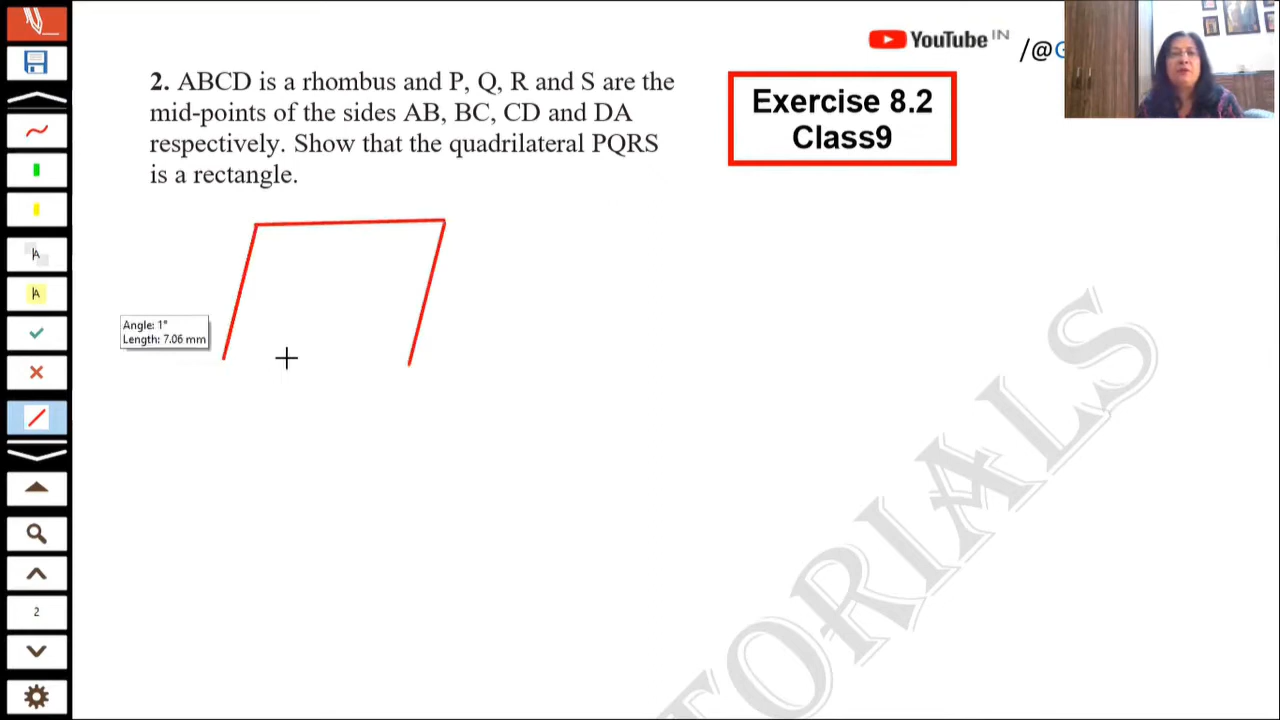 YouTube IN /@G
2. ABCD is a rhombus and P, Q, R and S are the
mid-points of the sides AB, BC, CD and DA
respectively. Show that the quadrilateral PQRS
is a rectangle.
Exercise 8.2
Class9
Angle: 1°
Length: 7.06 mm
A
A
2
TORIALS